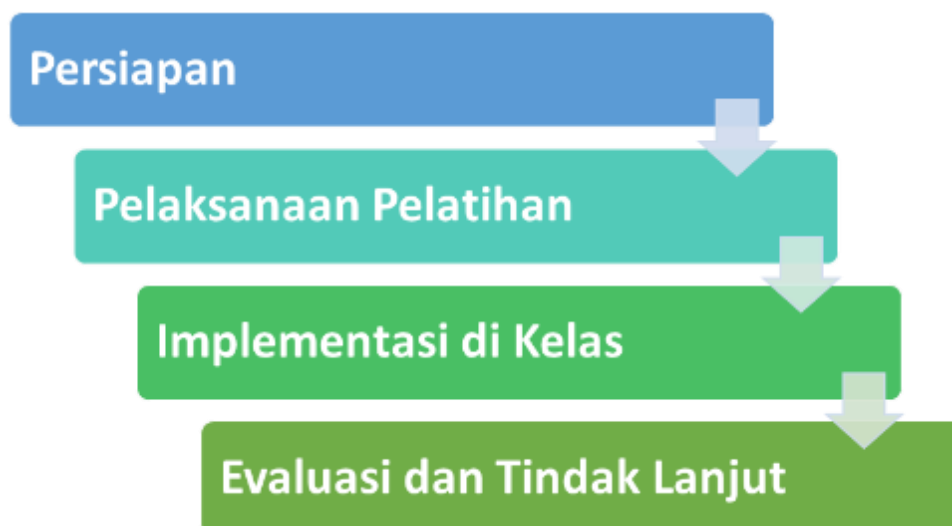 Persiapan
Pelaksanaan Pelatihan
Implementasi di Kelas
Evaluasi dan Tindak Lanjut